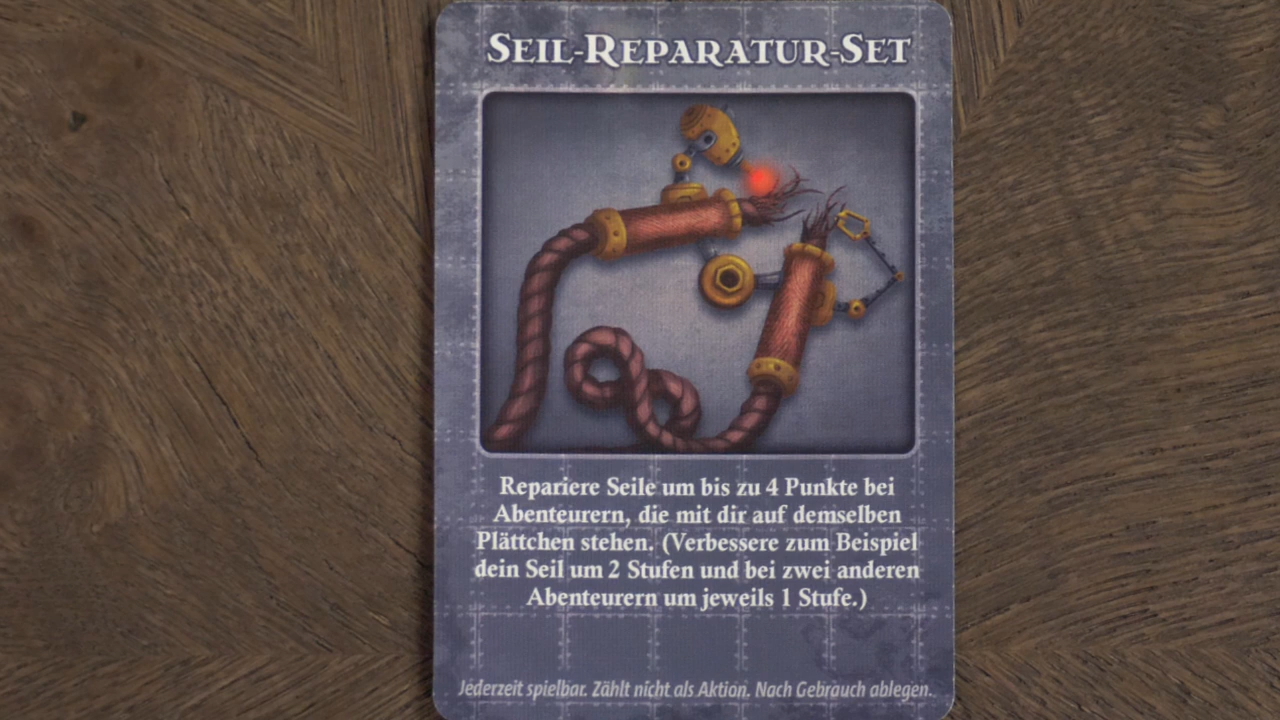 Seil-Reparatur-Set
Repariere Seile um bis zu 4 Punkte bei
Abenteurern, die mit dir auf demselben
Plättchen stehen. (Verbessere zum Beispiel
dein Seil um 2 Stufen und bei zwei anderen
Abenteurern um jeweils 1 Stufe.)
Jederzeit spielbar. Zählt nicht als Aktion. Nach Gebrauch ablegen.